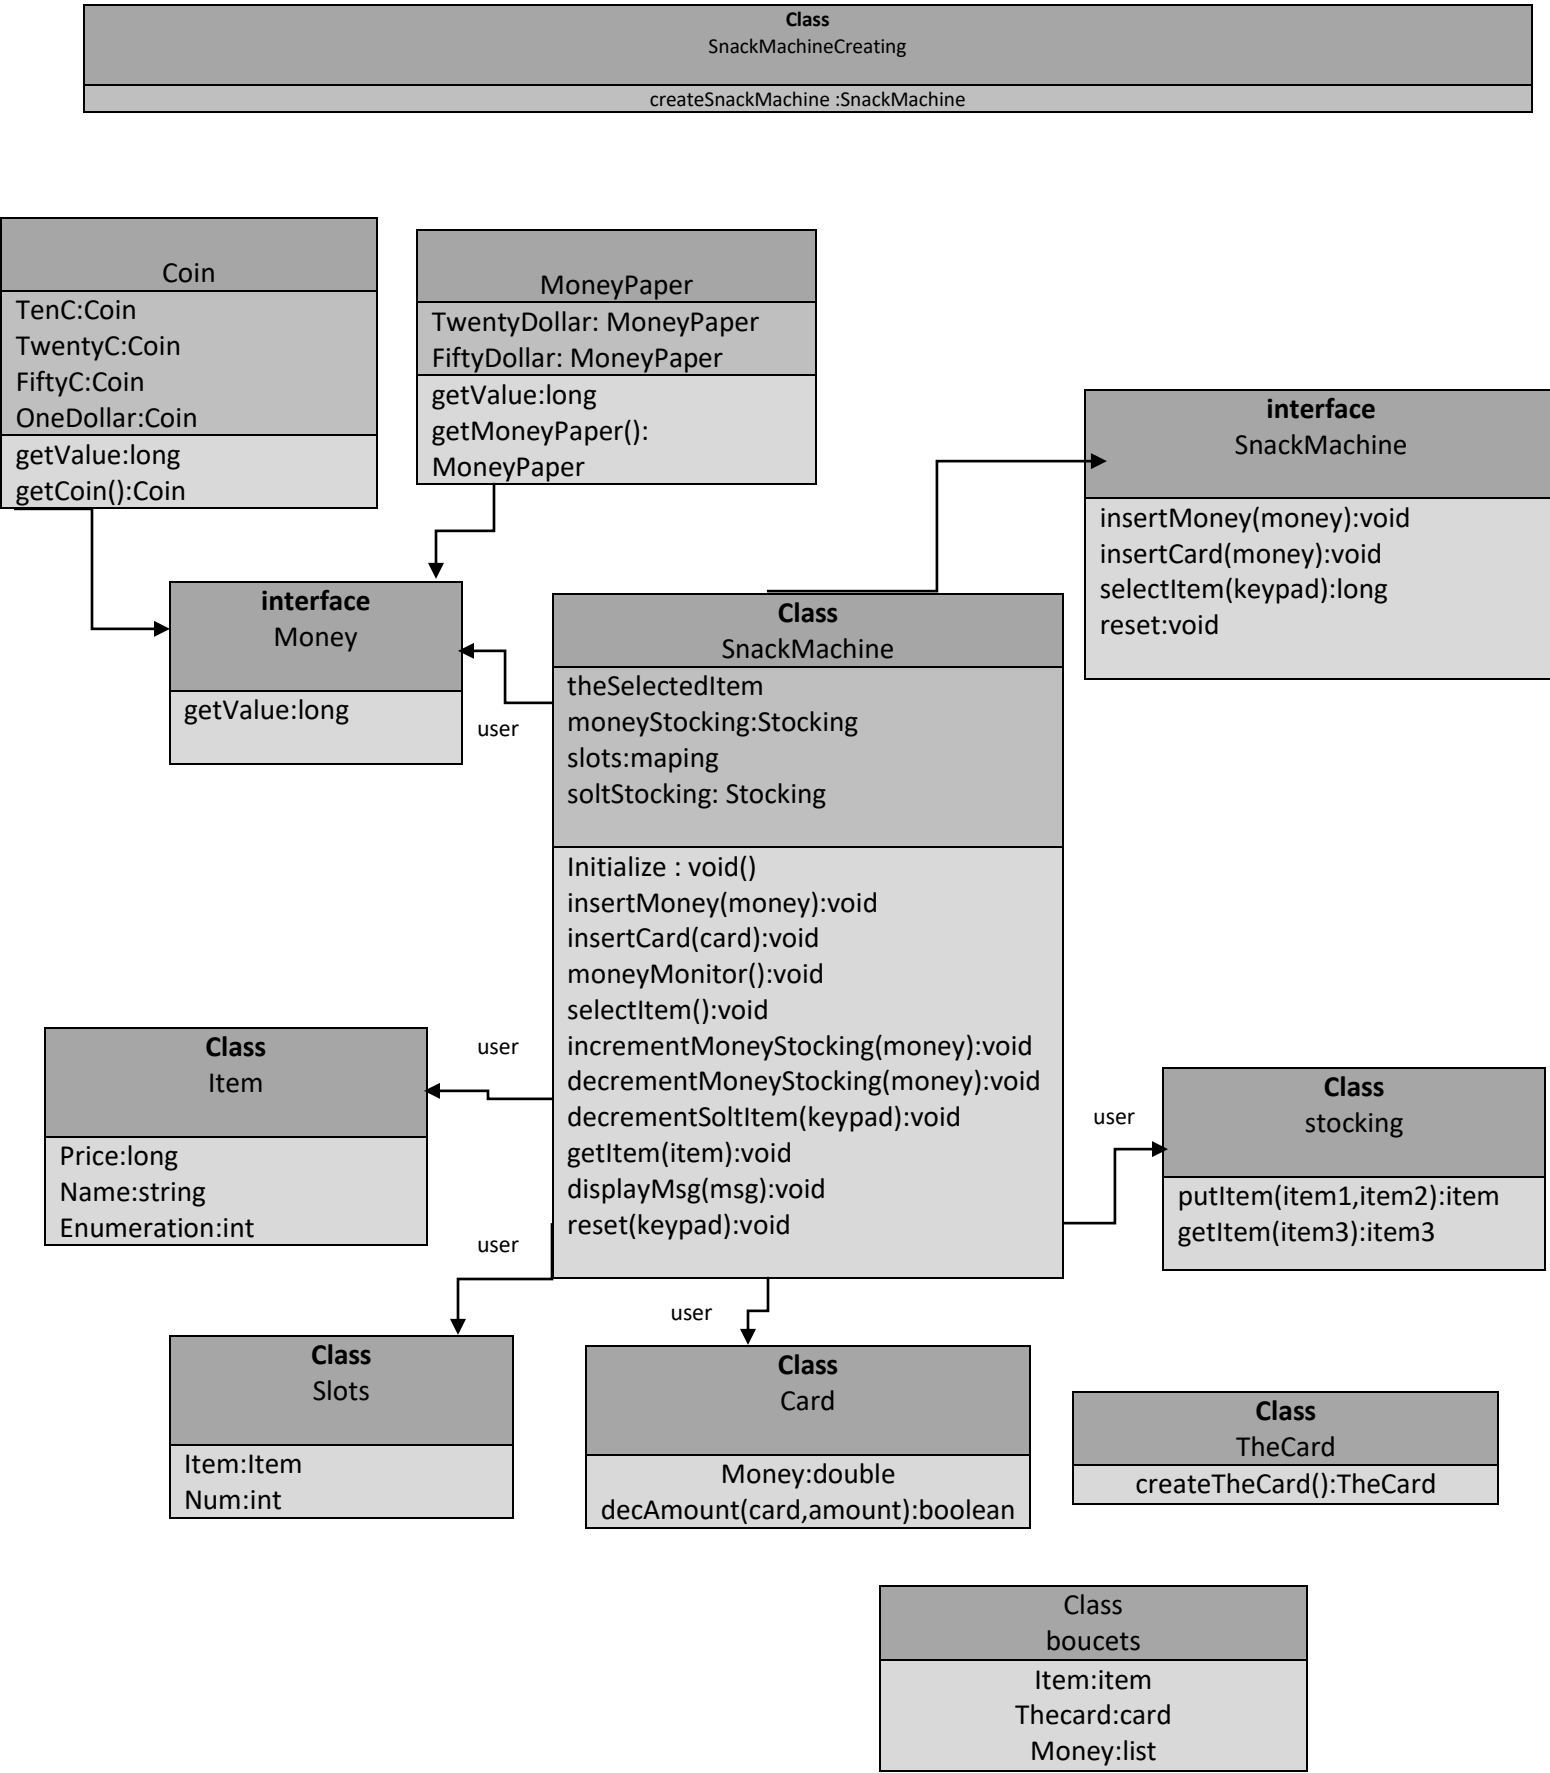 Class
SnackMachineCreating
createSnackMachine :SnackMachine
Coin
TenC:Coin
TwentyC:Coin
FiftyC:Coin
OneDollar:Coin
getValue:long
getCoin():Coin
MoneyPaper
TwentyDollar: MoneyPaper
FiftyDollar: MoneyPaper
getValue:long
getMoneyPaper():
MoneyPaper
interface
SnackMachine
insertMoney(money):void
insertCard(money):void
selectItem(keypad):long
reset:void
interface
Money
getValue:long
user
Class
SnackMachine
theSelectedItem
moneyStocking:Stocking
slots:maping
soltStocking: Stocking
Initialize : void()
insertMoney(money):void
insertCard(card):void
moneyMonitor():void
selectItem():void
incrementMoneyStocking(money):void
decrementMoneyStocking(money):void
decrementSoltItem(keypad):void
getItem(item):void
displayMsg(msg):void
reset(keypad):void
user
Class
Item
Price:long
Name:string
Enumeration:int
user
Class
stocking
putItem(item1,item2):item
getItem(item3):item3
user
Class
Slots
Item:Item
Num:int
user
Class
Card
Money:double
decAmount(card,amount):boolean
Class
TheCard
createTheCard():TheCard
Class
boucets
Item:item
Thecard:card
Money:list